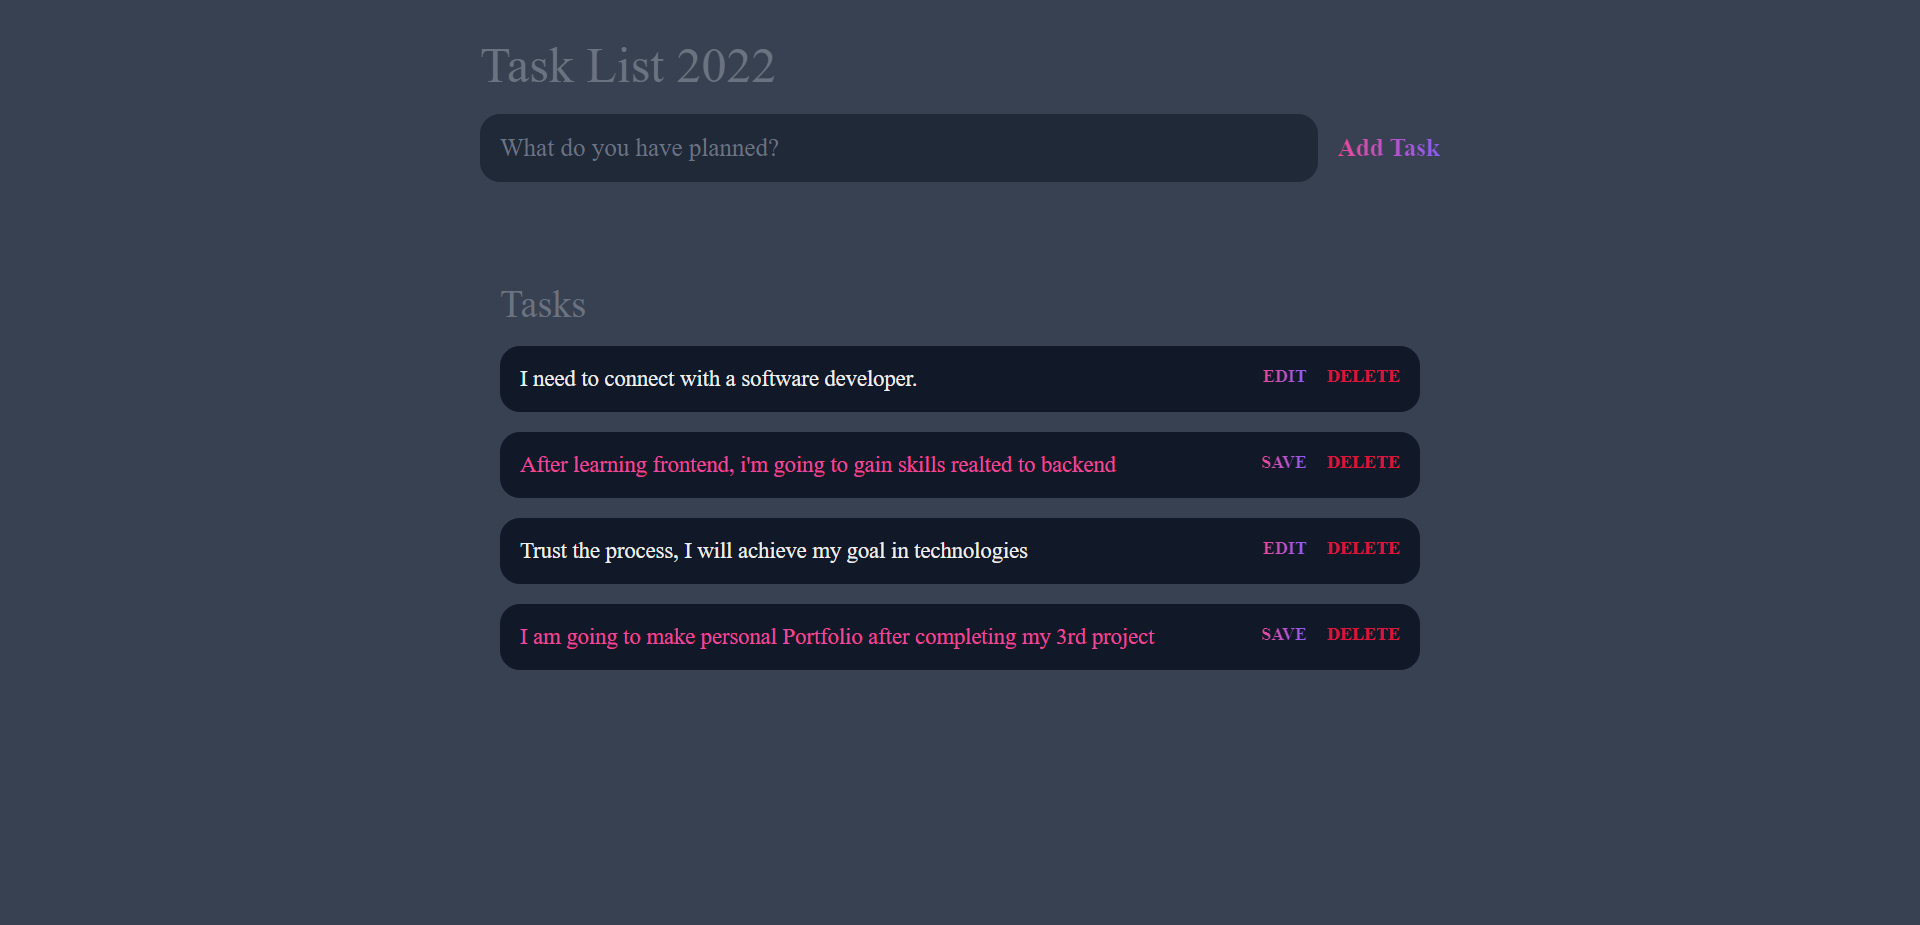 Task List 2022
What do you have planned? Add Task
Tasks
I need to connect with a software developer. EDIT DELETE
After learning frontend, i'm going to gain skills realted to backend SAVE DELETE
Trust the process, I will achieve my goal in technologies EDIT DELETE
I am going to make personal Portfolio after completing my 3rd project SAVE DELETE